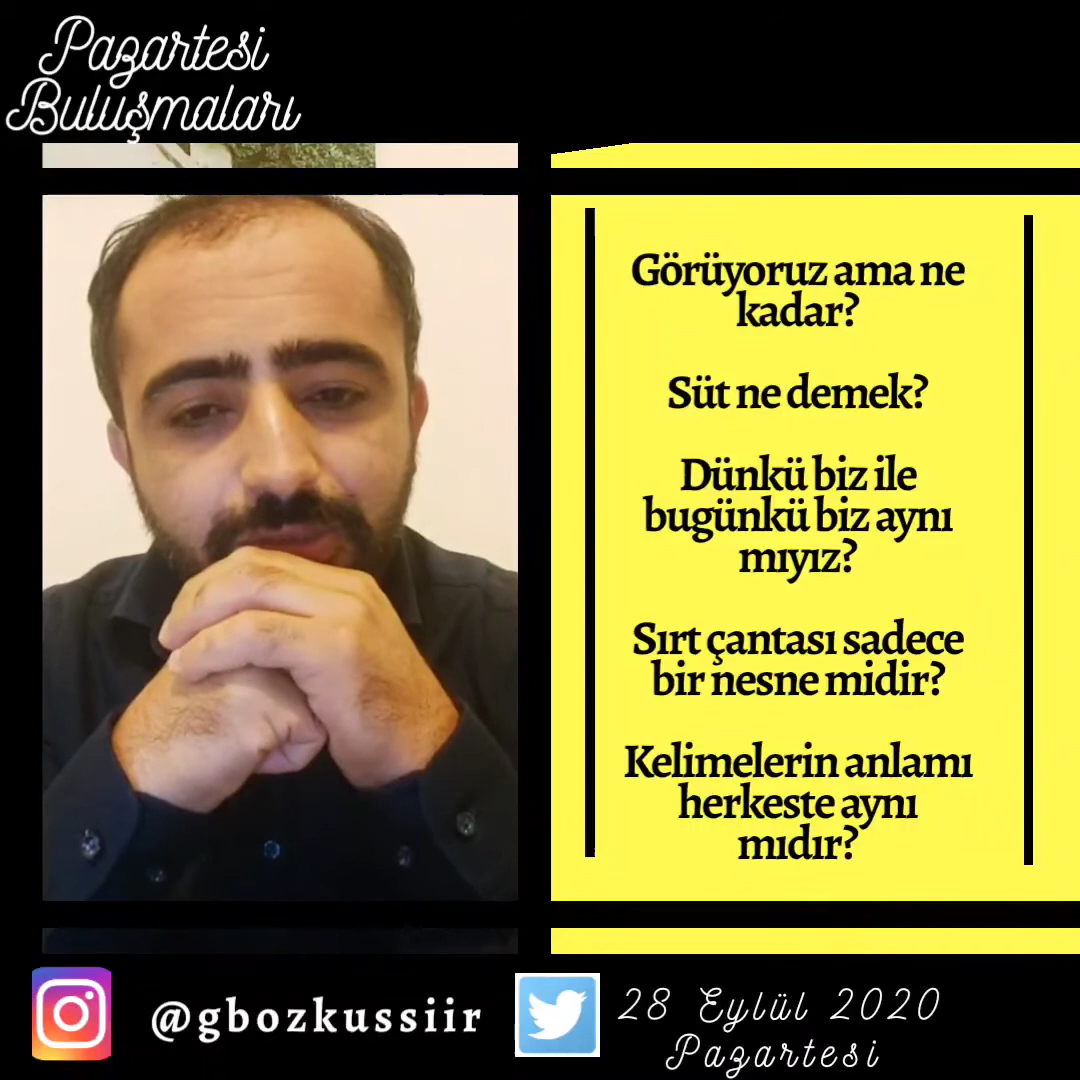 Pazartesi
Buluşmaları
Görüyoruz ama ne
kadar?
Süt ne demek?
Dünkü biz ile
bugünkü biz aynı
mıyız?
Sırt çantası sadece
bir nesne midir?
Kelimelerin anlamı
herkeste aynı
mıdır?
@gbozkussiir
28 Eylül 2020
Pazartesi